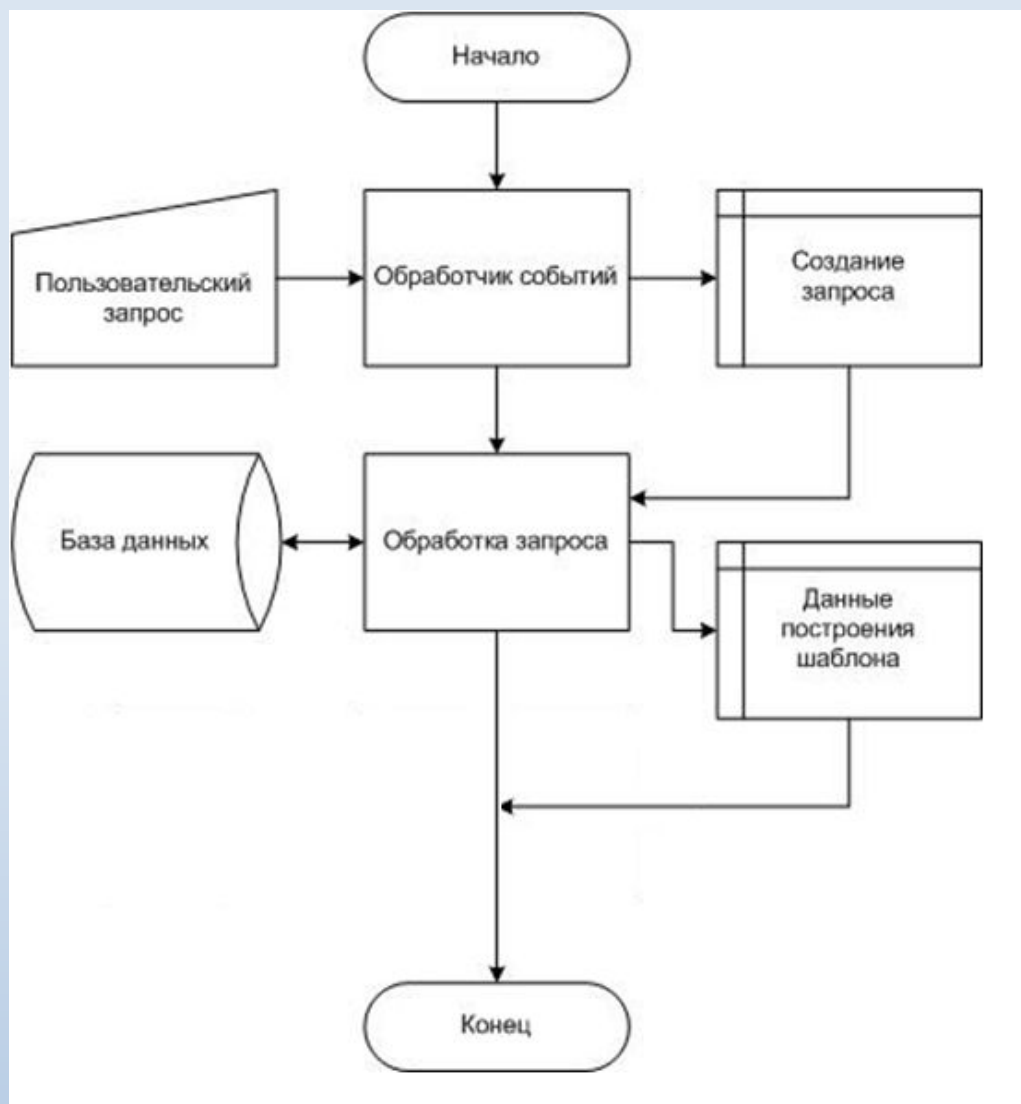 Начало
Пользовательский
запрос
Обработчик событий
Создание
запроса
База данных
Обработка запроса
Данные
построения
шаблона
Конец